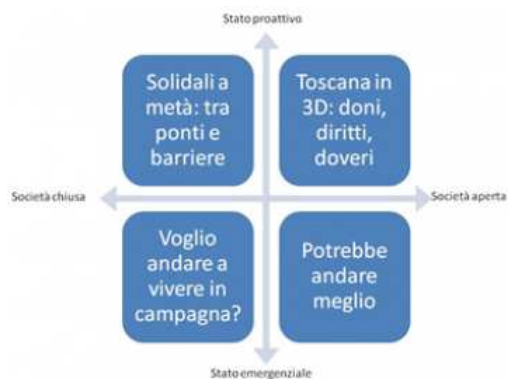 Stato proattivo
Solidali a
metà: tra
ponti e
barriere
Toscana in
3D: doni,
diritti,
doveri
Società chiusa
Società aperta
Voglio
andare a
vivere in
campagna?
Potrebbe
andare
meglio
Stato emergenziale